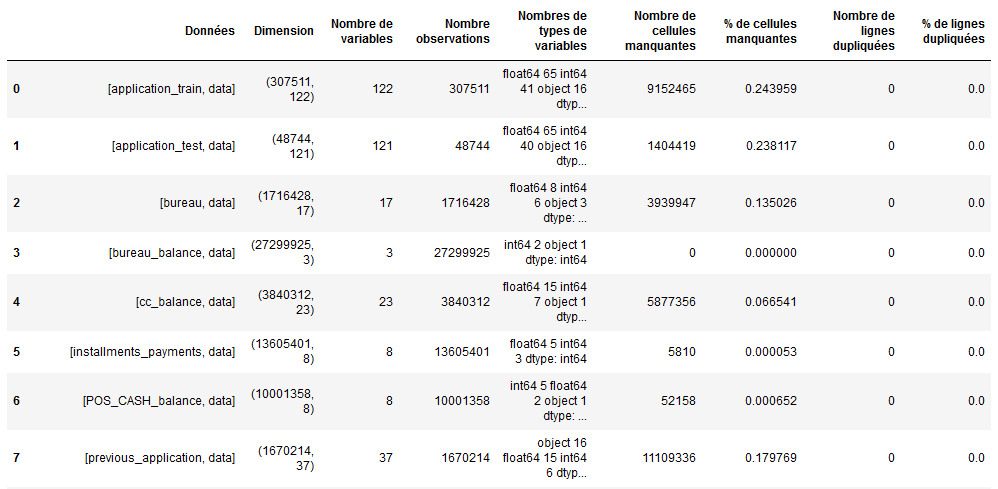 Données Dimension Nombre de variables Nombre observations Nombres de types de variables Nombre de cellules manquantes % de cellules manquantes Nombre de lignes dupliquées % de lignes dupliquées
0 [application_train, data] (307511, 122) 122 307511 float64 65 int64 41 object 16 dtyp... 9152465 0.243959 0 0.0
1 [application_test, data] (48744, 121) 121 48744 float64 65 int64 40 object 16 dtyp... 1404419 0.238117 0 0.0
2 [bureau, data] (1716428, 17) 17 1716428 float64 8 int64 6 object 3 dtype: ... 3939947 0.135026 0 0.0
3 [bureau_balance, data] (27299925, 3) 3 27299925 int64 2 object 1 dtype: int64 0 0.000000 0 0.0
4 [cc_balance, data] (3840312, 23) 23 3840312 float64 15 int64 7 object 1 dtyp... 5877356 0.066541 0 0.0
5 [installments_payments, data] (13605401, 8) 8 13605401 float64 5 int64 3 dtype: int64 5810 0.000053 0 0.0
6 [POS_CASH_balance, data] (10001358, 8) 8 10001358 int64 5 float64 2 object 1 dtype: ... 52158 0.000652 0 0.0
7 [previous_application, data] (1670214, 37) 37 1670214 object 16 float64 15 int64 6 dtyp... 11109336 0.179769 0 0.0